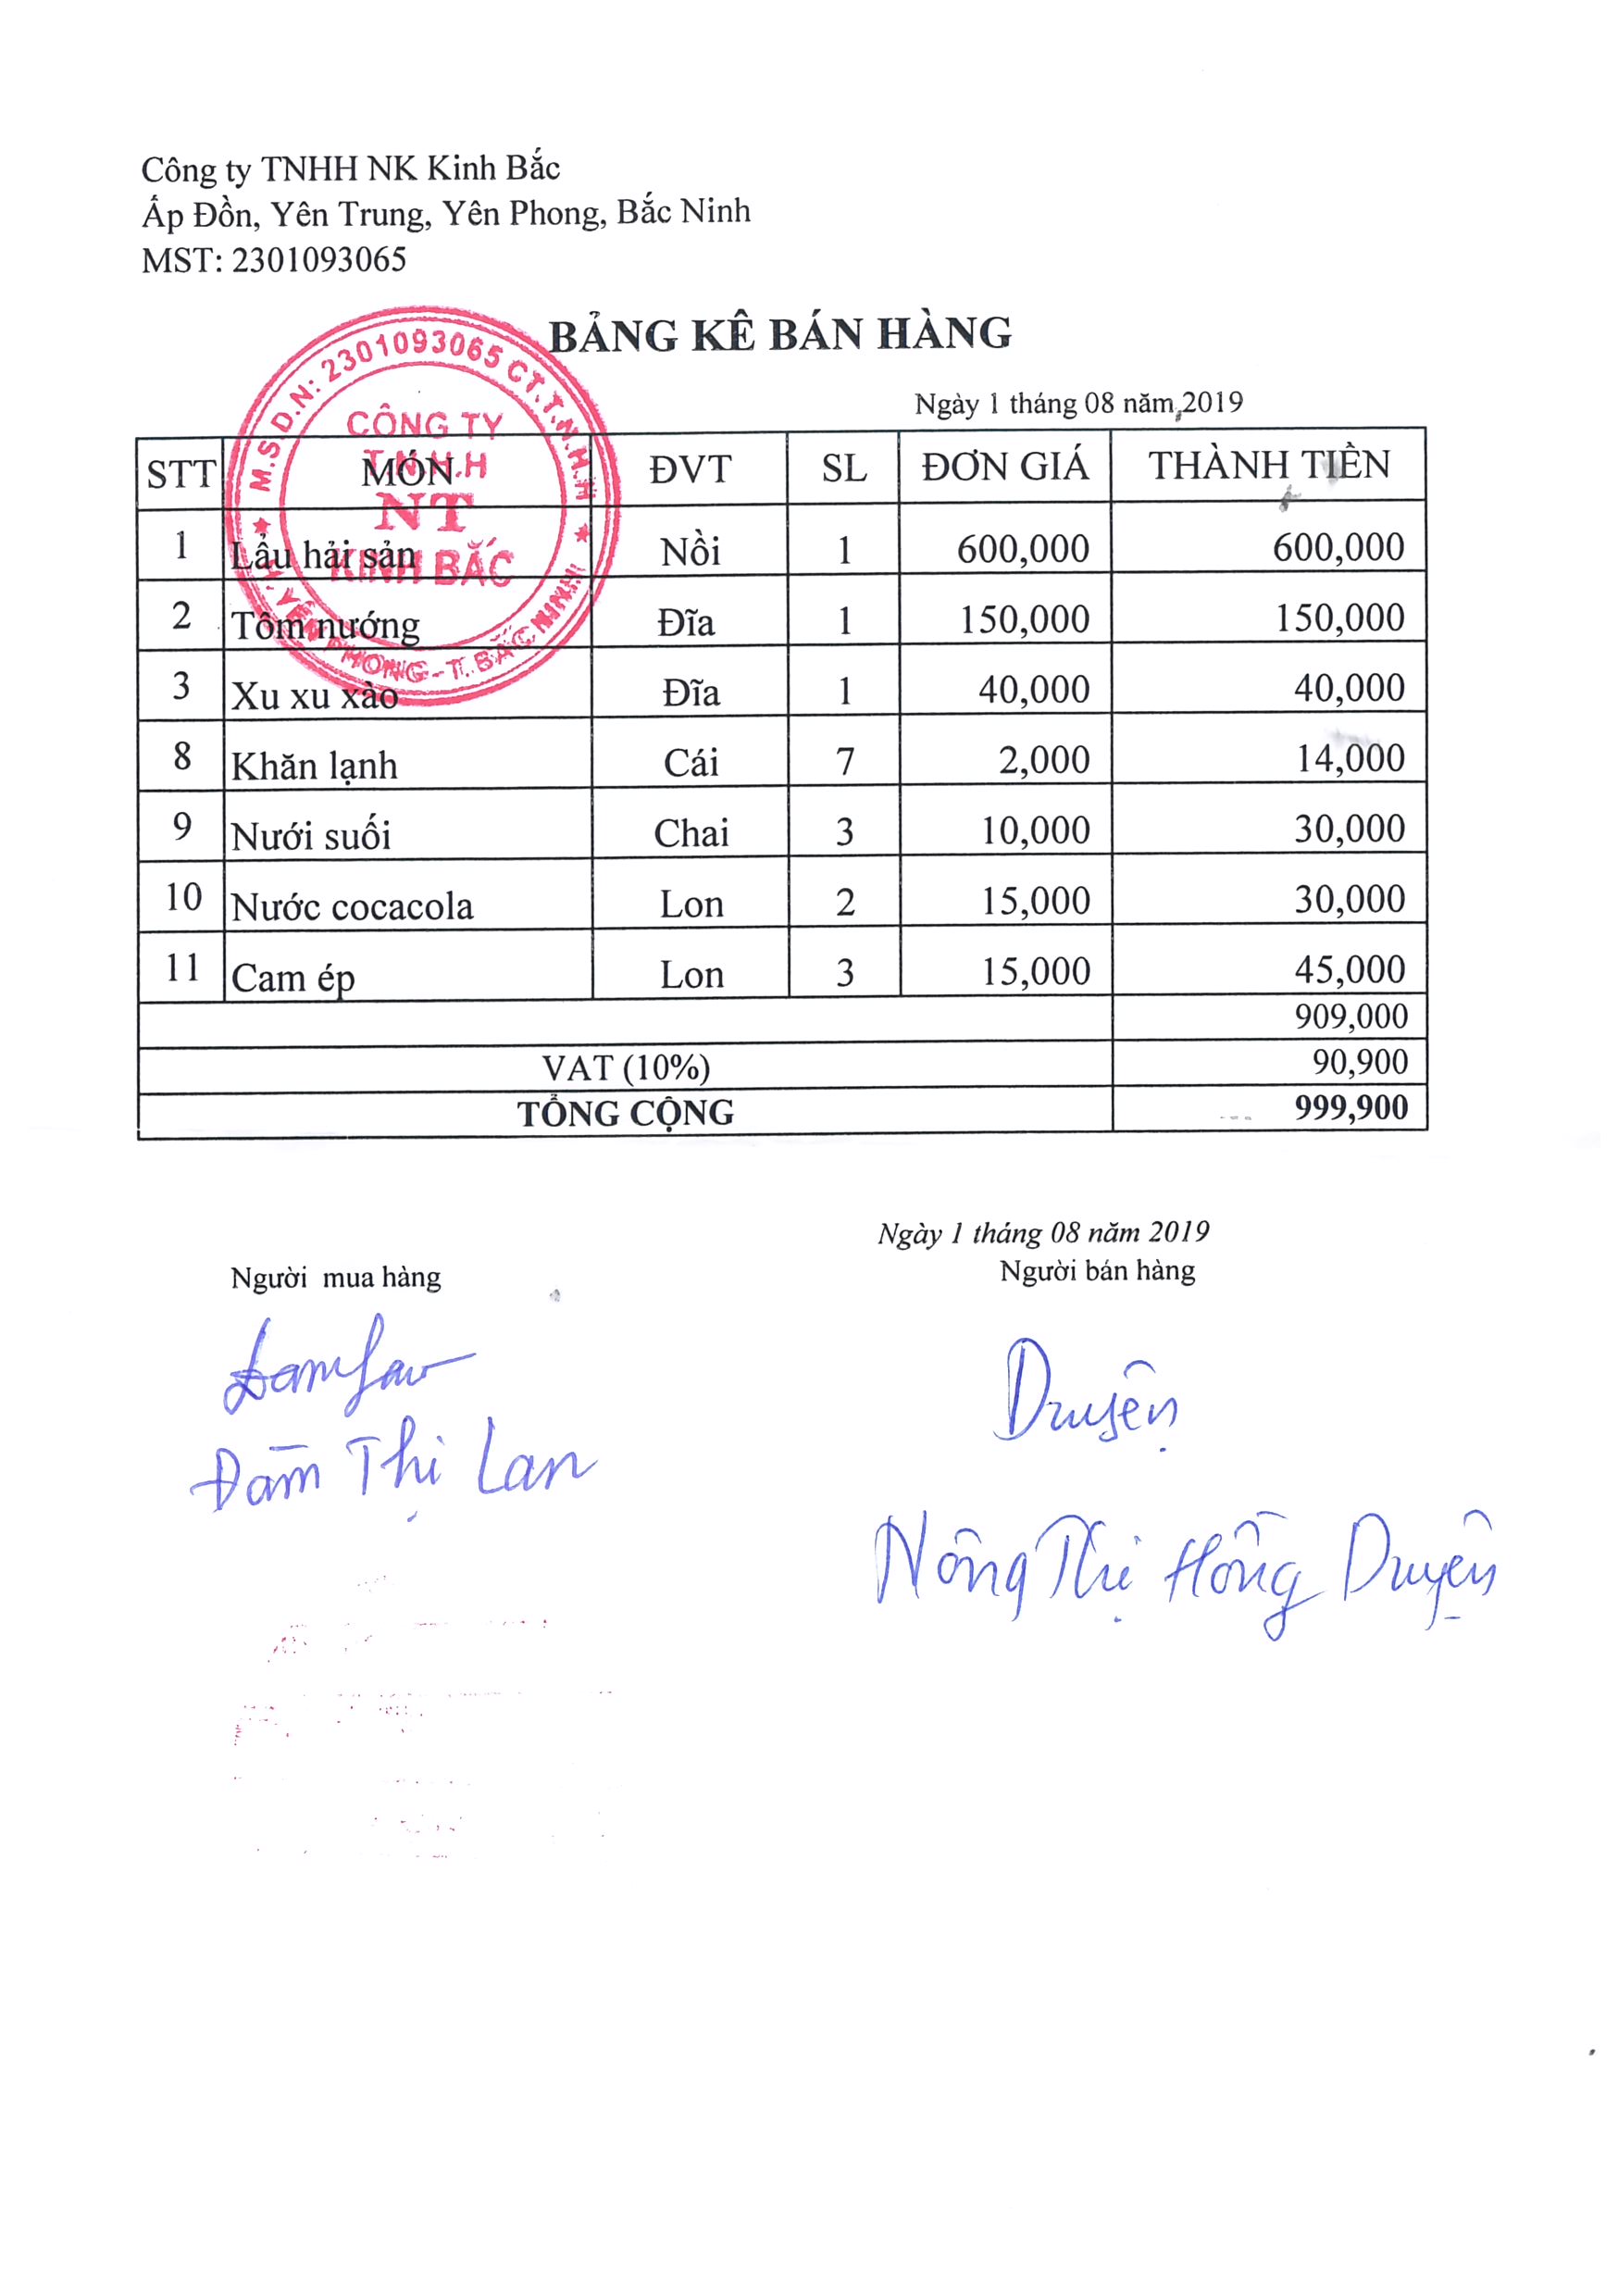 Công ty TNHH NK Kinh Bắc
Ấp Đồn, Yên Trung, Yên Phong, Bắc Ninh
MST: 2301093065
BẢNG KÊ BÁN HÀNG
M.S.D.N: 2301093065 CT.T.N.H.H
CÔNG TY
T.N.H.H
NT
KINH BẮC
H. YÊN PHONG - T. BẮC NINH
Ngày 1 tháng 08 năm 2019
STT MÓN ĐVT SL ĐƠN GIÁ THÀNH TIỀN
1 Lẩu hải sản Nồi 1 600,000 600,000
2 Tôm nướng Đĩa 1 150,000 150,000
3 Xu xu xào Đĩa 1 40,000 40,000
8 Khăn lạnh Cái 7 2,000 14,000
9 Nưới suối Chai 3 10,000 30,000
10 Nước cocacola Lon 2 15,000 30,000
11 Cam ép Lon 3 15,000 45,000
909,000
VAT (10%) 90,900
TỔNG CỘNG 999,900
Ngày 1 tháng 08 năm 2019
Người mua hàng Người bán hàng
Duyên
Đàm Thị Lan
Nông Thị Hồng Duyên